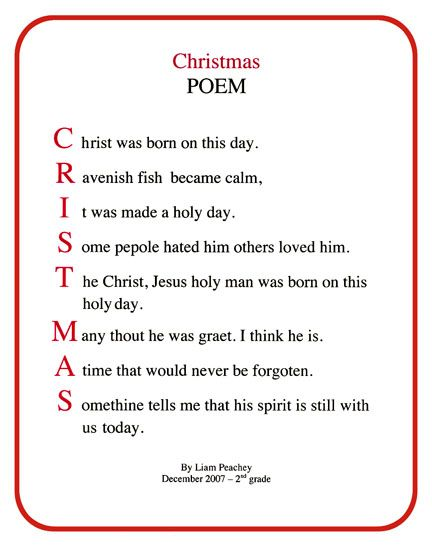 Christmas
POEM
Christ was born on this day.
Ravenish fish became calm,
It was made a holy day.
Some pepole hated him others loved him.
The Christ, Jesus holy man was born on this
holy day.
Many thout he was graet. I think he is.
A time that would never be forgoten.
Somethine tells me that his spirit is still with
us today.
By Liam Peachey
December 2007 – 2nd grade